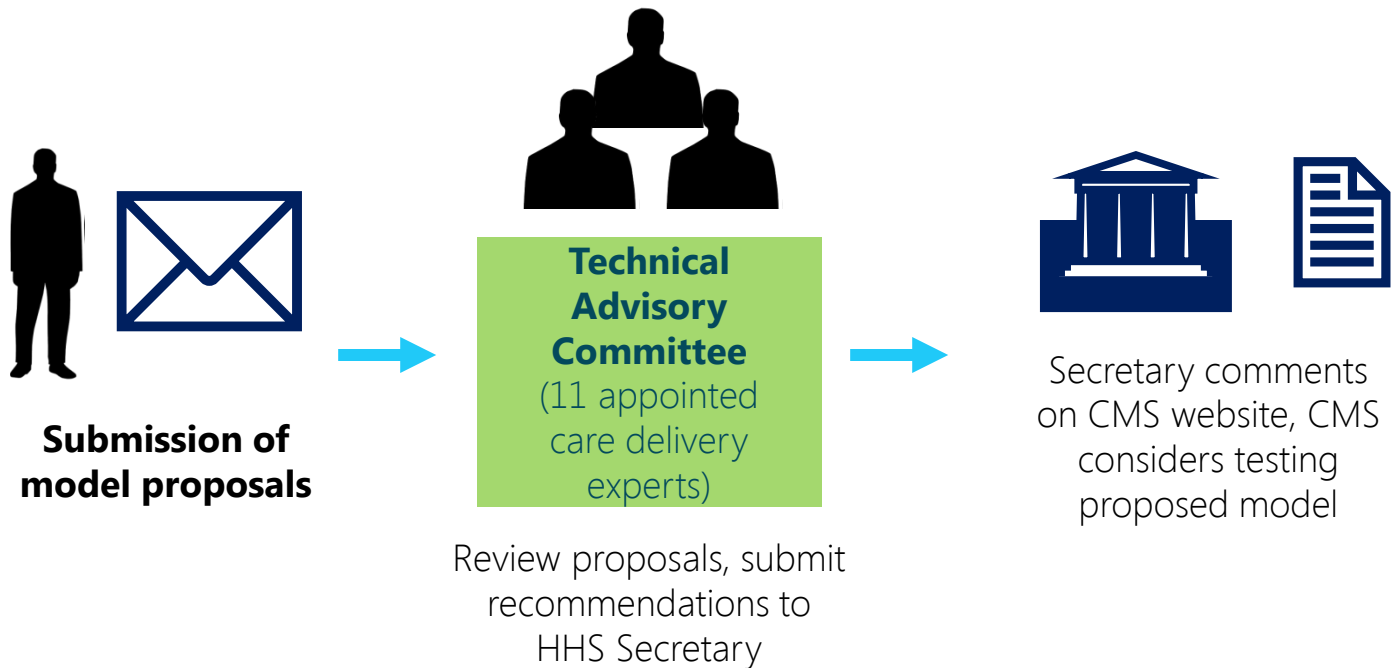 Submission of
model proposals
Technical
Advisory
Committee
(11 appointed
care delivery
experts)
Review proposals, submit
recommendations to
HHS Secretary
Secretary comments
on CMS website, CMS
considers testing
proposed model